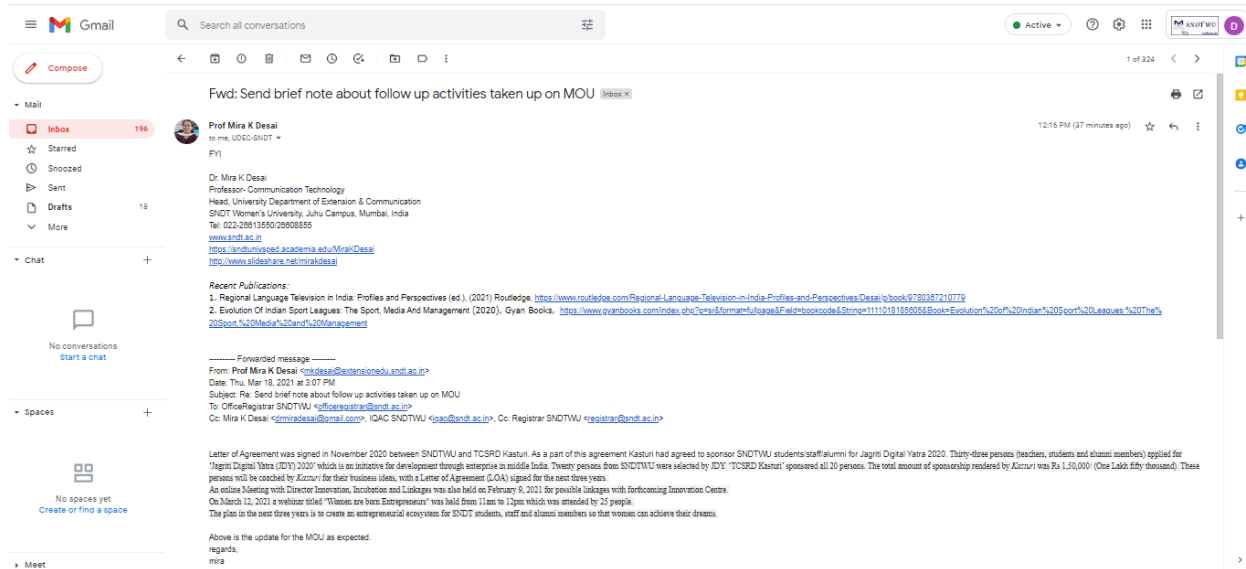 Gmail
Search all conversations
Active
SNDT WU
D
Compose
1 of 324
Mail
Inbox 196
Starred
Snoozed
Sent
Drafts 18
More
Chat
No conversations
Start a chat
Spaces
No spaces yet
Create or find a space
Meet
Fwd: Send brief note about follow up activities taken up on MOU Inbox ×
Prof Mira K Desai 12:16 PM (37 minutes ago)
to me, UDEC-SNDT
FYI
Dr. Mira K Desai
Professor- Communication Technology
Head, University Department of Extension & Communication
SNDT Women's University, Juhu Campus, Mumbai, India
Tel: 022-26613550/26608855
www.sndt.ac.in
https://sndtunivsped.academia.edu/MiraKDesai
http://www.slideshare.net/mirakdesai
Recent Publications:
1. Regional Language Television in India: Profiles and Perspectives (ed.), (2021) Routledge, https://www.routledge.com/Regional-Language-Television-in-India-Profiles-and-Perspectives/Desai/p/book/9780367210779
2. Evolution Of Indian Sport Leagues: The Sport, Media And Management (2020), Gyan Books, https://www.gyanbooks.com/index.php?p=sr&format=fullpage&Field=bookcode&String=1111018185605&Book=Evolution%20of%20Indian%20Sport%20Leagues:%20The%
20Sport,%20Media%20and%20Management
---------- Forwarded message ---------
From: Prof Mira K Desai <mkdesai@extensionedu.sndt.ac.in>
Date: Thu, Mar 18, 2021 at 3:07 PM
Subject: Re: Send brief note about follow up activities taken up on MOU
To: OfficeRegistrar SNDTWU <officeregistrar@sndt.ac.in>
Cc: Mira K Desai <drmiradesai@gmail.com>, IQAC SNDTWU <iqac@sndt.ac.in>, Cc: Registrar SNDTWU <registrar@sndt.ac.in>
Letter of Agreement was signed in November 2020 between SNDTWU and TCSRD Kasturi. As a part of this agreement Kasturi had agreed to sponsor SNDTWU students/staff/alumni for Jagriti Digital Yatra 2020. Thirty-three persons (teachers, students and alumni members) applied for
'Jagriti Digital Yatra (JDY) 2020' which is an initiative for development through enterprise in middle India. Twenty persons from SNDTWU were selected by JDY. 'TCSRD Kasturi' sponsored all 20 persons. The total amount of sponsorship rendered by Kasturi was Rs 1,50,000/ (One Lakh fifty thousand). These
persons will be coached by Kasturi for their business ideas, with a Letter of Agreement (LOA) signed for the next three years.
An online Meeting with Director Innovation, Incubation and Linkages was also held on February 9, 2021 for possible linkages with forthcoming Innovation Centre.
On March 12, 2021 a webinar titled "Women are born Entrepreneurs" was held from 11am to 12pm which was attended by 25 people.
The plan in the next three years is to create an entrepreneurial ecosystem for SNDT students, staff and alumni members so that women can achieve their dreams.
Above is the update for the MOU as expected.
regards,
mira